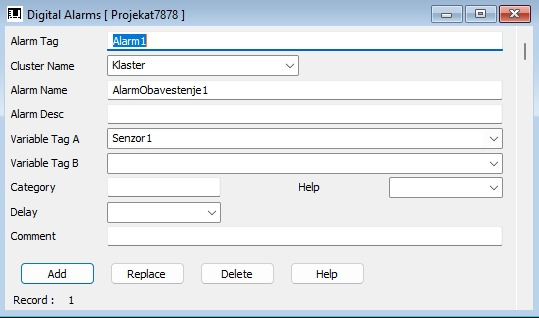 Digital Alarms [ Projekat7878 ]
Alarm Tag Alarm1
Cluster Name Klaster
Alarm Name AlarmObavestenje1
Alarm Desc
Variable Tag A Senzor1
Variable Tag B
Category Help
Delay
Comment
Add Replace Delete Help
Record : 1